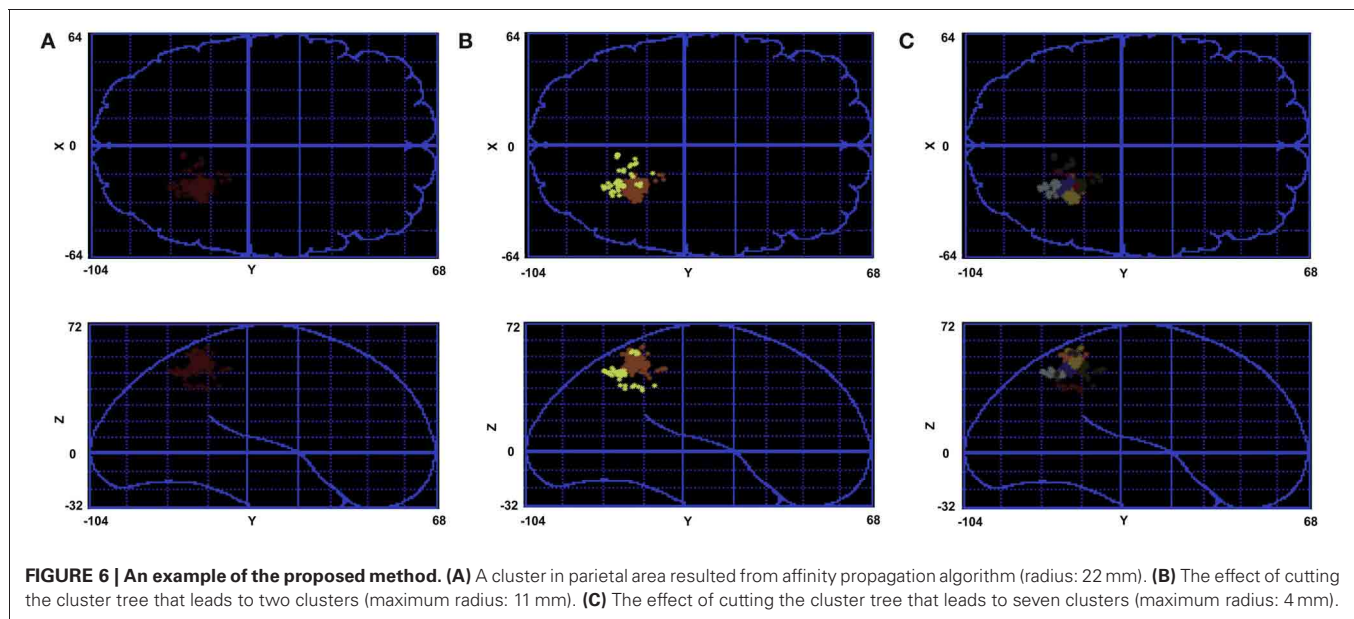 A
64
X 0
-64
-104
Y
68
B
64
X 0
-64
-104
Y
68
C
64
X 0
-64
-104
Y
68
72
Z
0
-32
-104
Y
68
72
Z
0
-32
-104
Y
68
72
Z
0
-32
-104
Y
68
FIGURE 6 | An example of the proposed method. (A) A cluster in parietal area resulted from affinity propagation algorithm (radius: 22 mm). (B) The effect of cutting
the cluster tree that leads to two clusters (maximum radius: 11 mm). (C) The effect of cutting the cluster tree that leads to seven clusters (maximum radius: 4 mm).